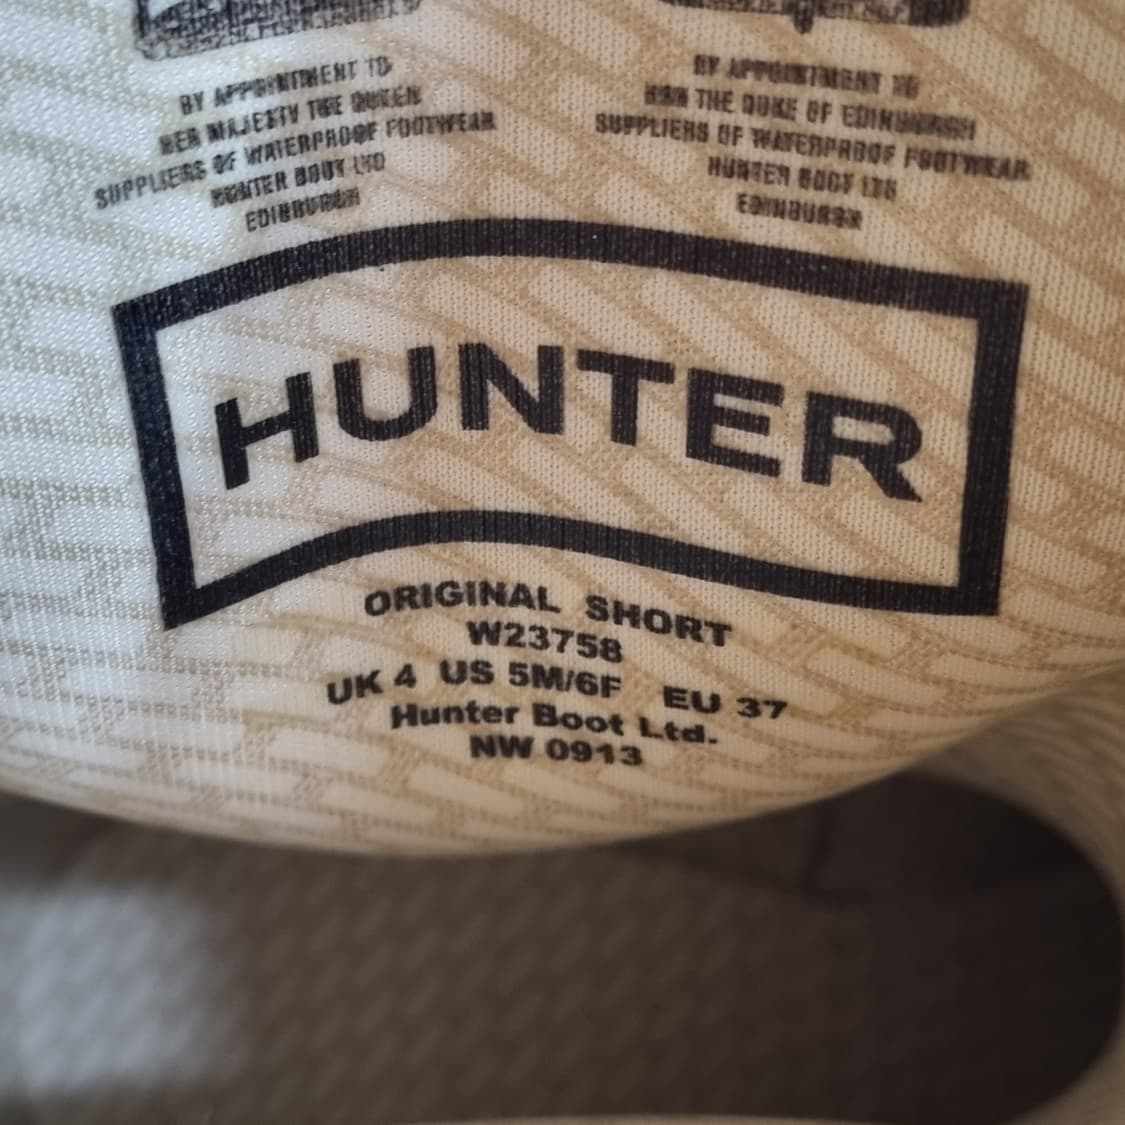 BY APPOINTMENT TO
HER MAJESTY THE QUEEN
SUPPLIERS OF WATERPROOF FOOTWEAR
HUNTER BOOT LTD
EDINBURGH
BY APPOINTMENT TO
HRH THE DUKE OF EDINBURGH
SUPPLIERS OF WATERPROOF FOOTWEAR
HUNTER BOOT LTD
EDINBURGH
HUNTER
ORIGINAL SHORT
W23758
UK 4 US 5M/6F EU 37
Hunter Boot Ltd.
NW 0913